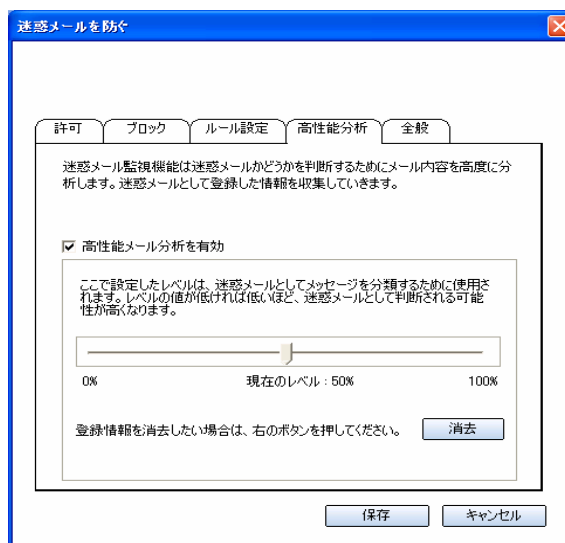 迷惑メールを防ぐ
許可 ブロック ルール設定 高性能分析 全般
迷惑メール監視機能は迷惑メールかどうかを判断するためにメール内容を高度に分
析します。迷惑メールとして登録した情報を収集していきます。
高性能メール分析を有効
ここで設定したレベルは、迷惑メールとしてメッセージを分類するために使用さ
れます。レベルの値が低ければ低いほど、迷惑メールとして判断される可能
性が高くなります。
0% 現在のレベル : 50% 100%
登録情報を消去したい場合は、右のボタンを押してください。 消去
保存 キャンセル